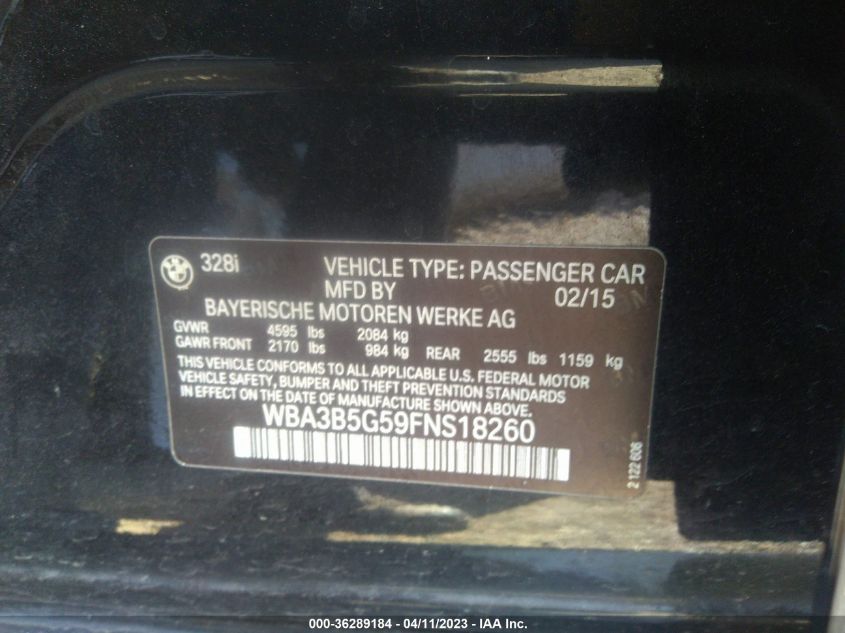 328i VEHICLE TYPE: PASSENGER CAR
MFD BY 02/15
BAYERISCHE MOTOREN WERKE AG
GVWR 4595 lbs 2084 kg
GAWR FRONT 2170 lbs 984 kg REAR 2555 lbs 1159 kg
THIS VEHICLE CONFORMS TO ALL APPLICABLE U.S. FEDERAL MOTOR
VEHICLE SAFETY, BUMPER AND THEFT PREVENTION STANDARDS
IN EFFECT ON THE DATE OF MANUFACTURE SHOWN ABOVE.
WBA3B5G59FNS18260
2 122 606
000-36289184 - 04/11/2023 - IAA Inc.